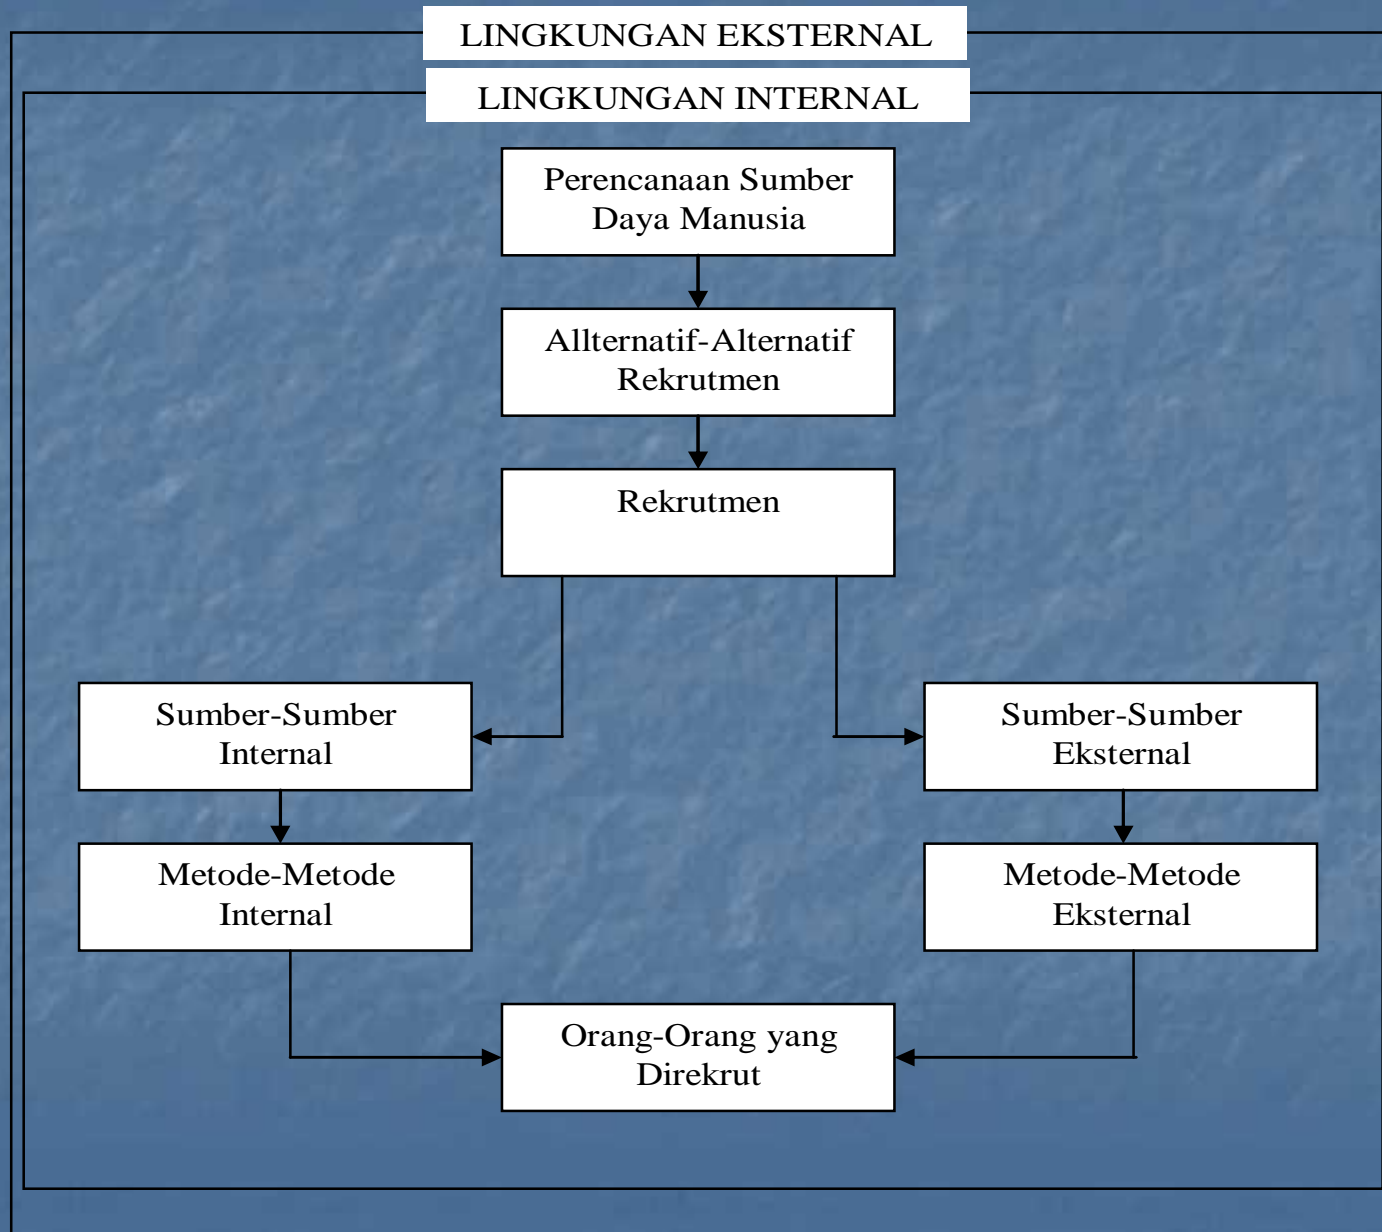 LINGKUNGAN EKSTERNAL
LINGKUNGAN INTERNAL
Perencanaan Sumber
Daya Manusia
Allternatif-Alternatif
Rekrutmen
Rekrutmen
Sumber-Sumber
Internal
Sumber-Sumber
Eksternal
Metode-Metode
Internal
Metode-Metode
Eksternal
Orang-Orang yang
Direkrut